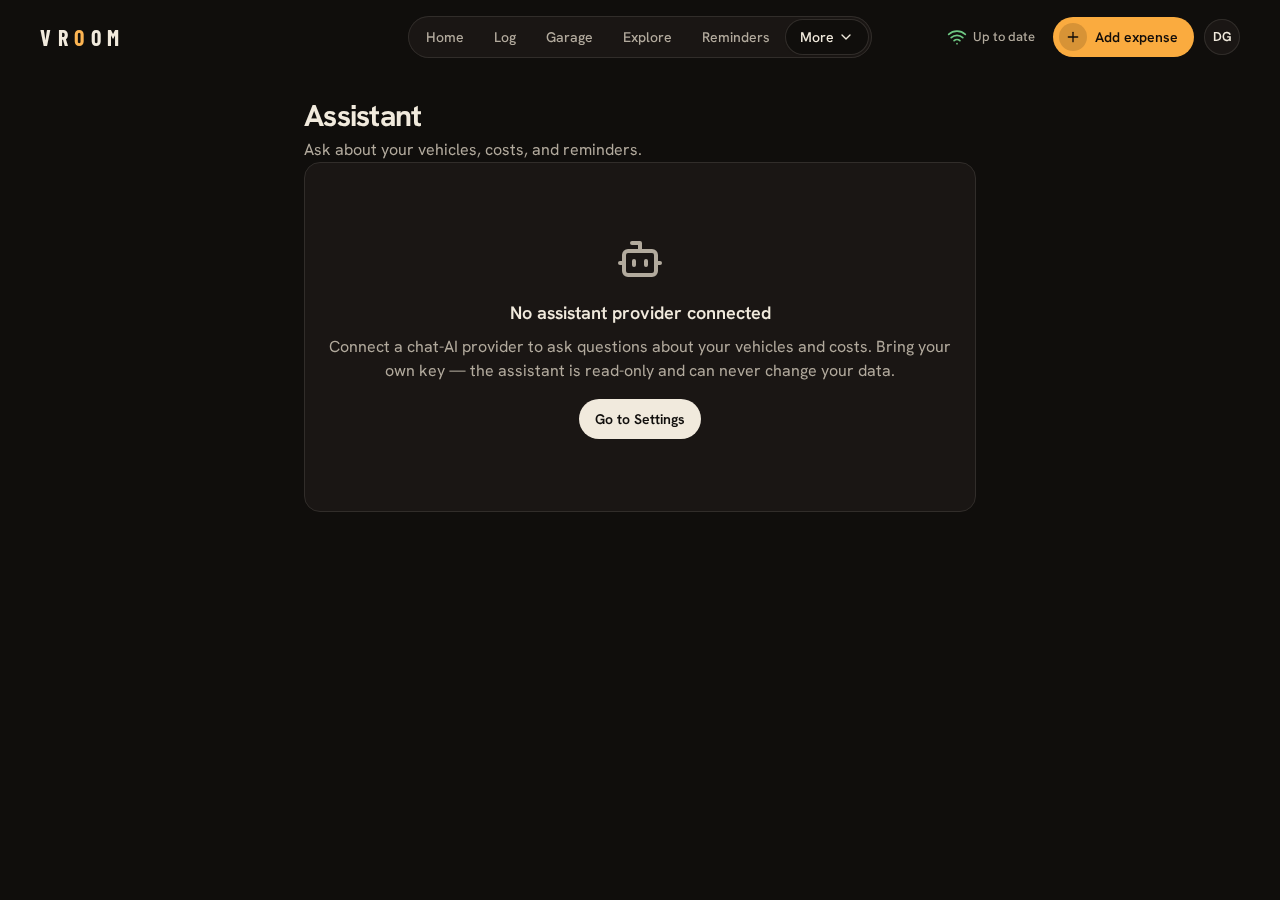 VROOM
Home
Log
Garage
Explore
Reminders
More
Up to date
Add expense
DG
Assistant
Ask about your vehicles, costs, and reminders.
No assistant provider connected
Connect a chat-AI provider to ask questions about your vehicles and costs. Bring your
own key — the assistant is read-only and can never change your data.
Go to Settings